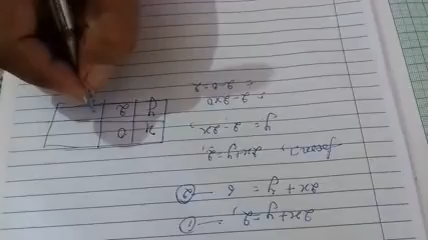 2x + y = 2, — ①
2x + y = 6 — ②
from 1, 2x + y = 2,
y = 2 - 2x,
= 2 - 2x0
= 2 - 0 = 2
x 0
y 2